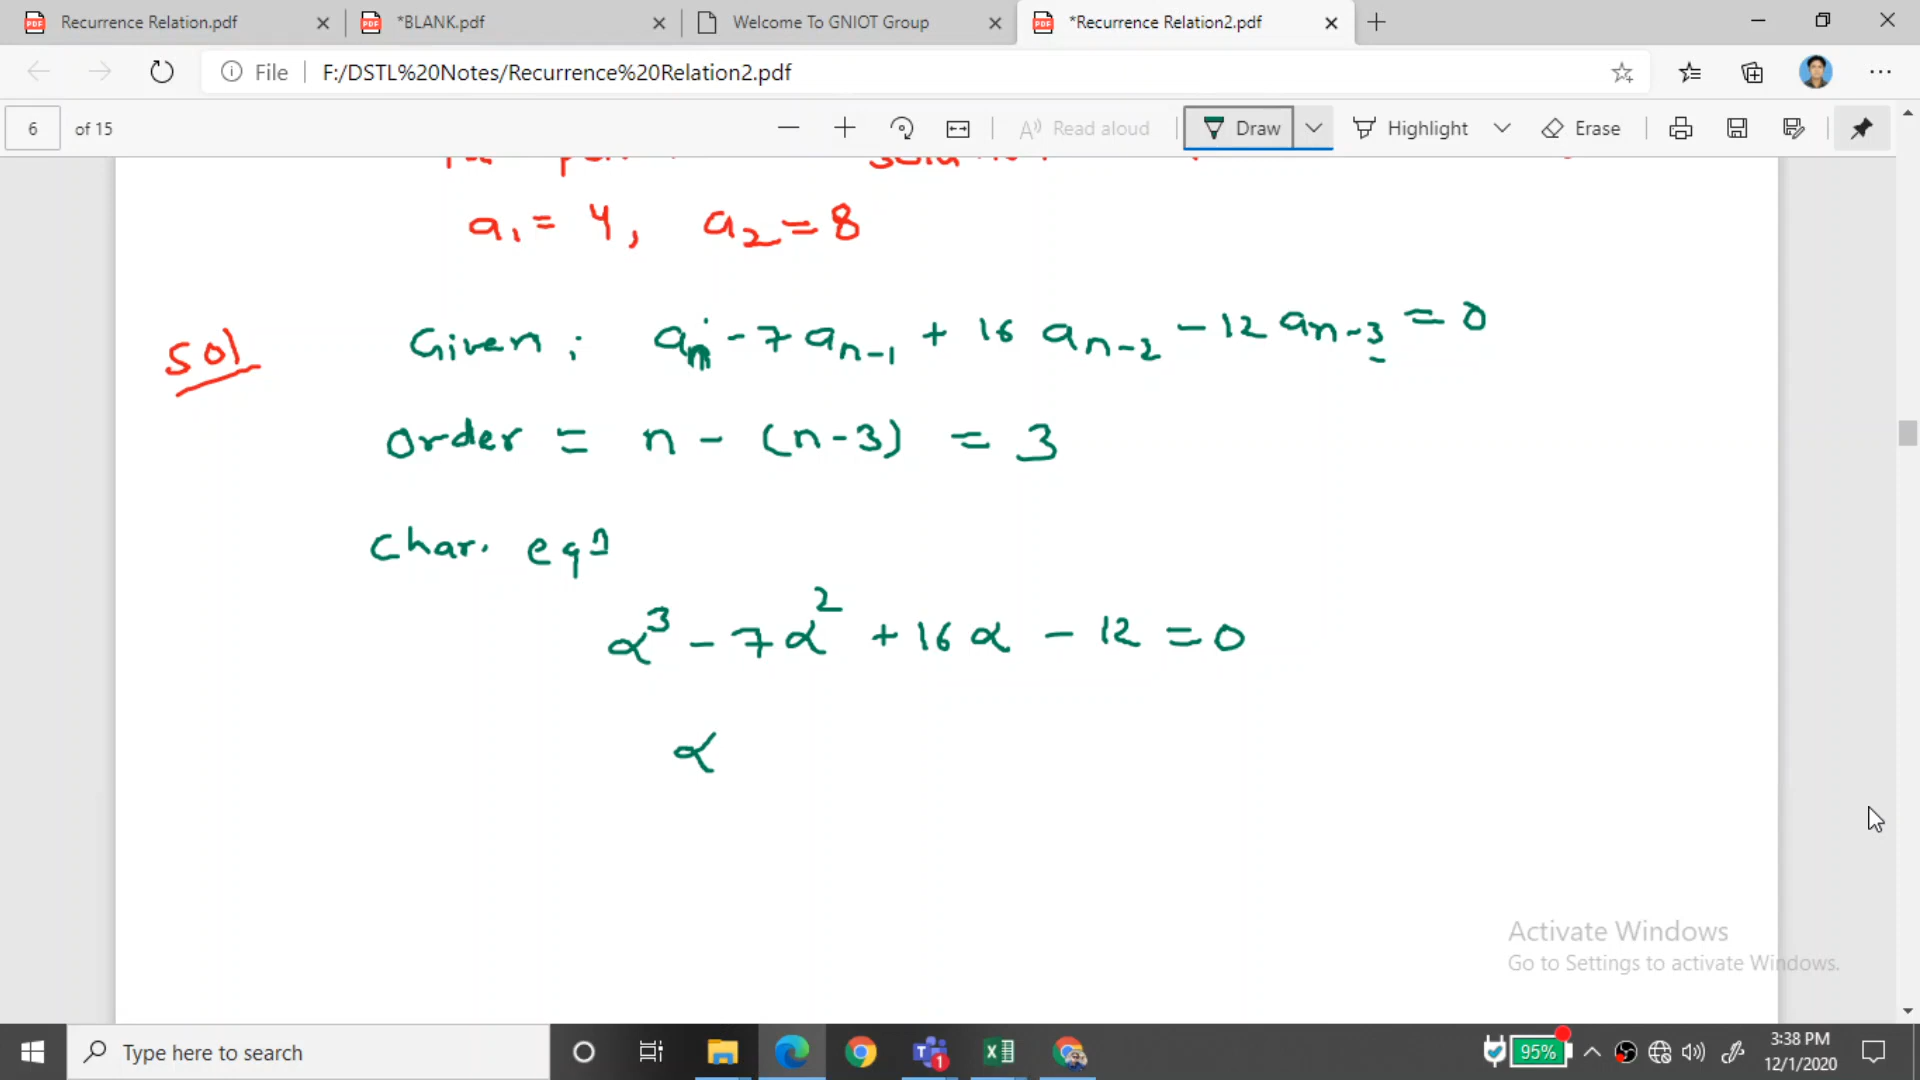 Recurrence Relation.pdf *BLANK.pdf Welcome To GNIOT Group *Recurrence Relation2.pdf
File F:/DSTL%20Notes/Recurrence%20Relation2.pdf
6 of 15 Read aloud Draw Highlight Erase
a₁ = 4, a₂ = 8
Sol Given; aₙ - 7aₙ₋₁ + 16 aₙ₋₂ - 12 aₙ₋₃ = 0
Order = n - (n-3) = 3
Char. eqn
α³ - 7α² + 16α - 12 = 0
α
Activate Windows
Go to Settings to activate Windows.
Type here to search 1 95% 3:38 PM
12/1/2020